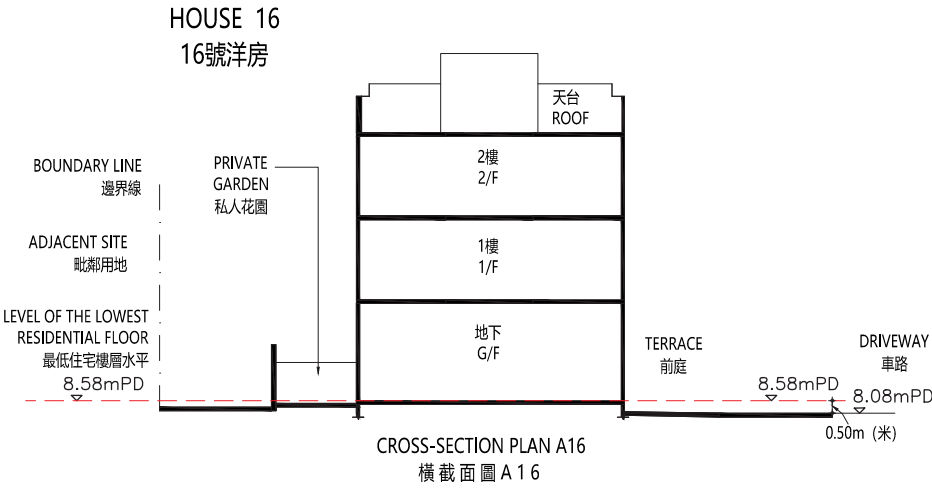 HOUSE 16
16號洋房
天台
ROOF
2樓
2/F
BOUNDARY LINE
邊界線
PRIVATE
GARDEN
私人花園
ADJACENT SITE
毗鄰用地
1樓
1/F
LEVEL OF THE LOWEST
RESIDENTIAL FLOOR
最低住宅樓層水平
8.58mPD
地下
G/F
TERRACE
前庭
DRIVEWAY
車路
8.58mPD
8.08mPD
0.50m (米)
CROSS-SECTION PLAN A16
橫截面圖A16